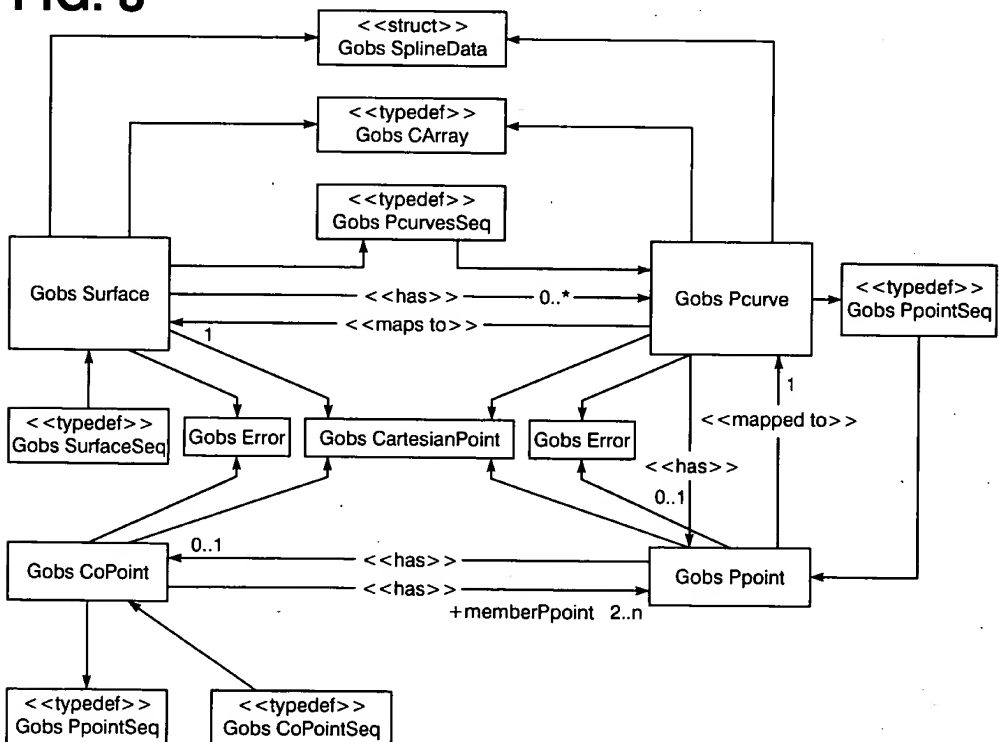 FIG.
<<struct>>
Gobs SplineData
<<typedef>>
Gobs CArray
<<typedef>>
Gobs PcurvesSeq
Gobs Surface
<<has>>
0..*
Gobs Pcurve
<<typedef>>
Gobs PpointSeq
<<maps to>>
1
1
<<typedef>>
Gobs SurfaceSeq
Gobs Error
Gobs CartesianPoint
Gobs Error
<<mapped to>>
<<has>>
0..1
Gobs CoPoint
0..1
<<has>>
<<has>>
Gobs Ppoint
+memberPpoint 2..n
<<typedef>>
Gobs PpointSeq
<<typedef>>
Gobs CoPointSeq